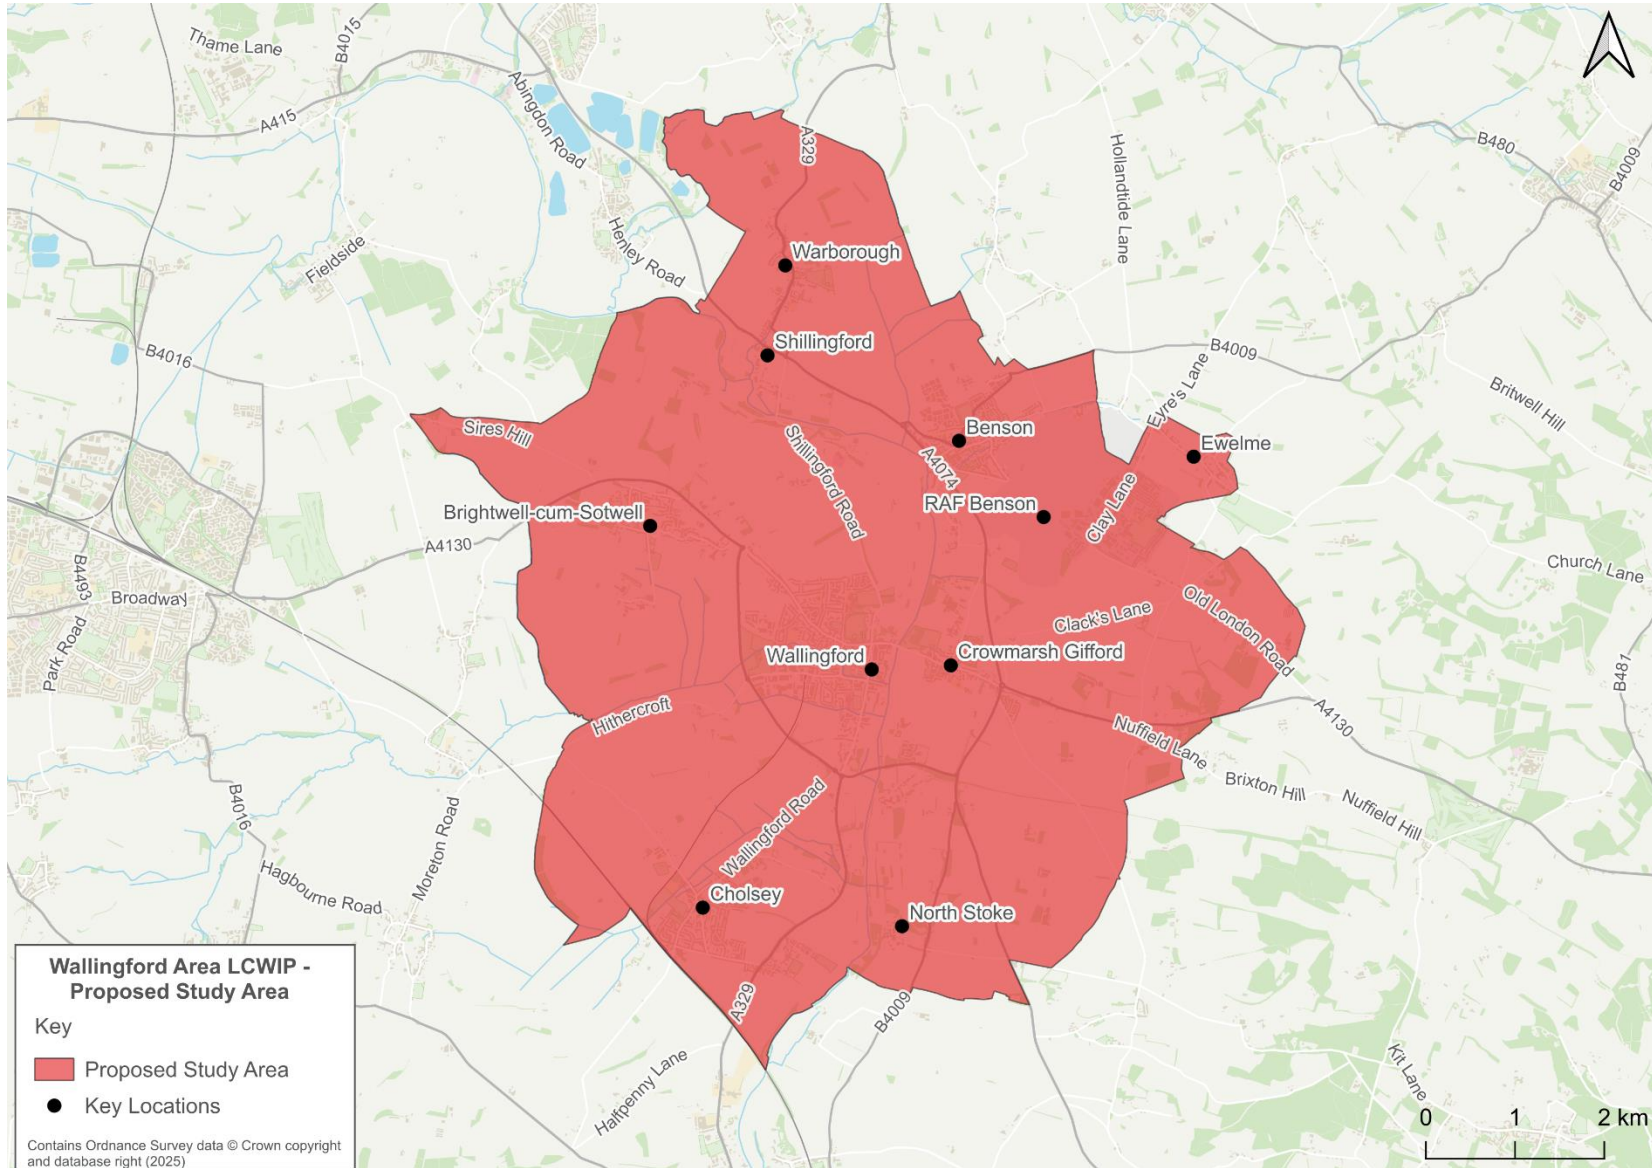 Thame Lane
B4015
A415
Abingdon Road
A329
Hollandtide Lane
B480
B4009
Fieldside
Henley Road
Warborough
Shillingford
B4016
B4009
Eyre's Lane
Britwell Hill
Sires Hill
Shillingford Road
Benson
A4074
Ewelme
RAF Benson
Clay Lane
Brightwell-cum-Sotwell
A4130
B4493
Broadway
Park Road
Church Lane
Clack's Lane
Old London Road
Wallingford
Crowmarsh Gifford
B481
Hithercroft
A4130
Nuffield Lane
Brixton Hill
Nuffield Hill
B4016
Moreton Road
Hagbourne Road
Wallingford Road
Cholsey
North Stoke
A329
B4009
Halfpenny Lane
Kit Lane
Wallingford Area LCWIP -
Proposed Study Area
Key
Proposed Study Area
Key Locations
Contains Ordnance Survey data © Crown copyright
and database right (2025)
0 1 2 km